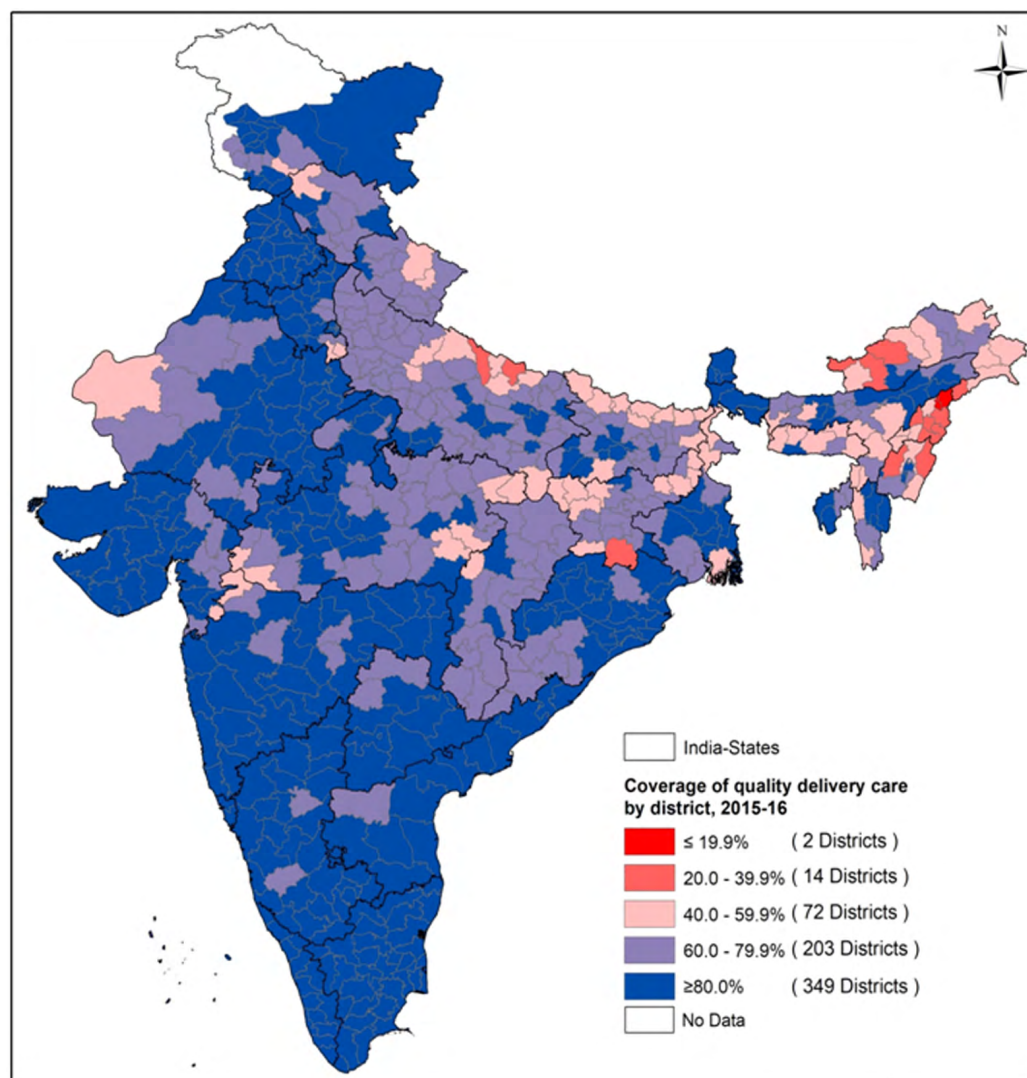 N
India-States
Coverage of quality delivery care
by district, 2015-16
≤ 19.9% ( 2 Districts )
20.0 - 39.9% ( 14 Districts )
40.0 - 59.9% ( 72 Districts )
60.0 - 79.9% ( 203 Districts )
≥80.0% ( 349 Districts )
No Data